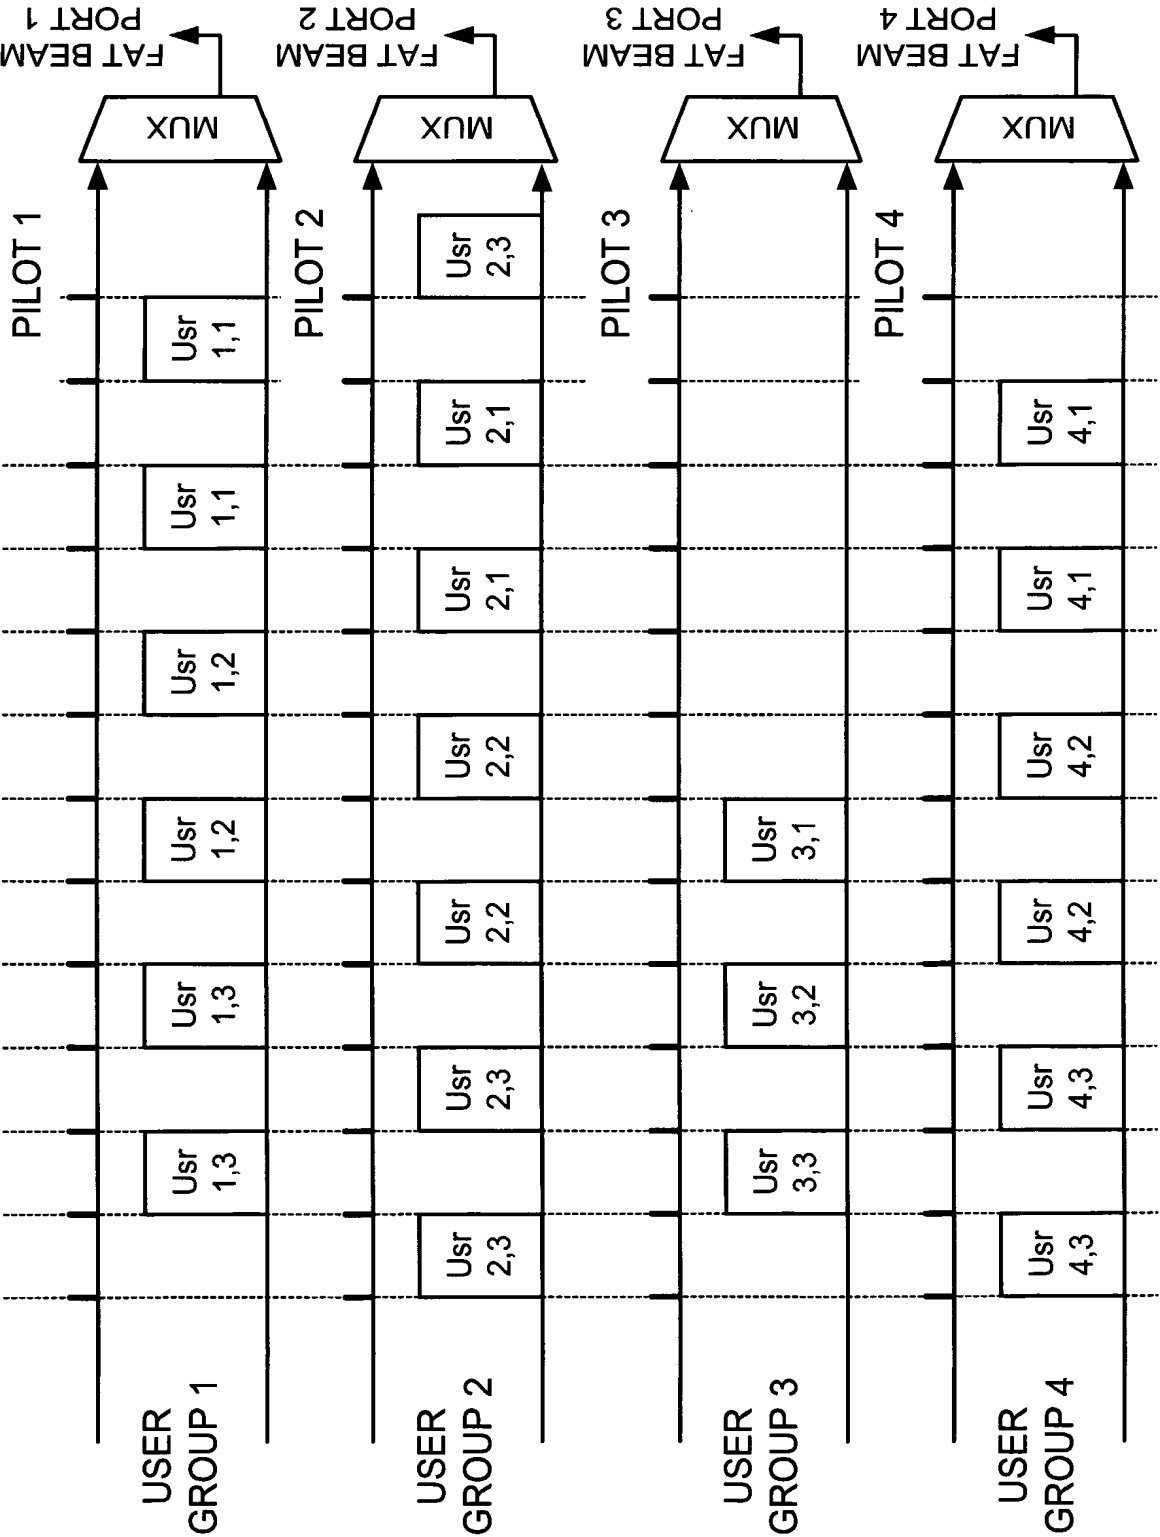 USER
GROUP 1
Usr
2,3
Usr
1,3
Usr
2,3
Usr
1,3
Usr
2,2
Usr
1,2
Usr
2,2
Usr
1,2
Usr
2,1
Usr
1,1
Usr
2,1
Usr
1,1
Usr
2,3
PILOT 1
MUX
FAT BEAM
PORT 1
USER
GROUP 2
PILOT 2
MUX
FAT BEAM
PORT 2
USER
GROUP 3
Usr
3,3
Usr
3,2
Usr
3,1
PILOT 3
MUX
FAT BEAM
PORT 3
USER
GROUP 4
Usr
4,3
Usr
4,3
Usr
4,2
Usr
4,2
Usr
4,1
Usr
4,1
PILOT 4
MUX
FAT BEAM
PORT 4